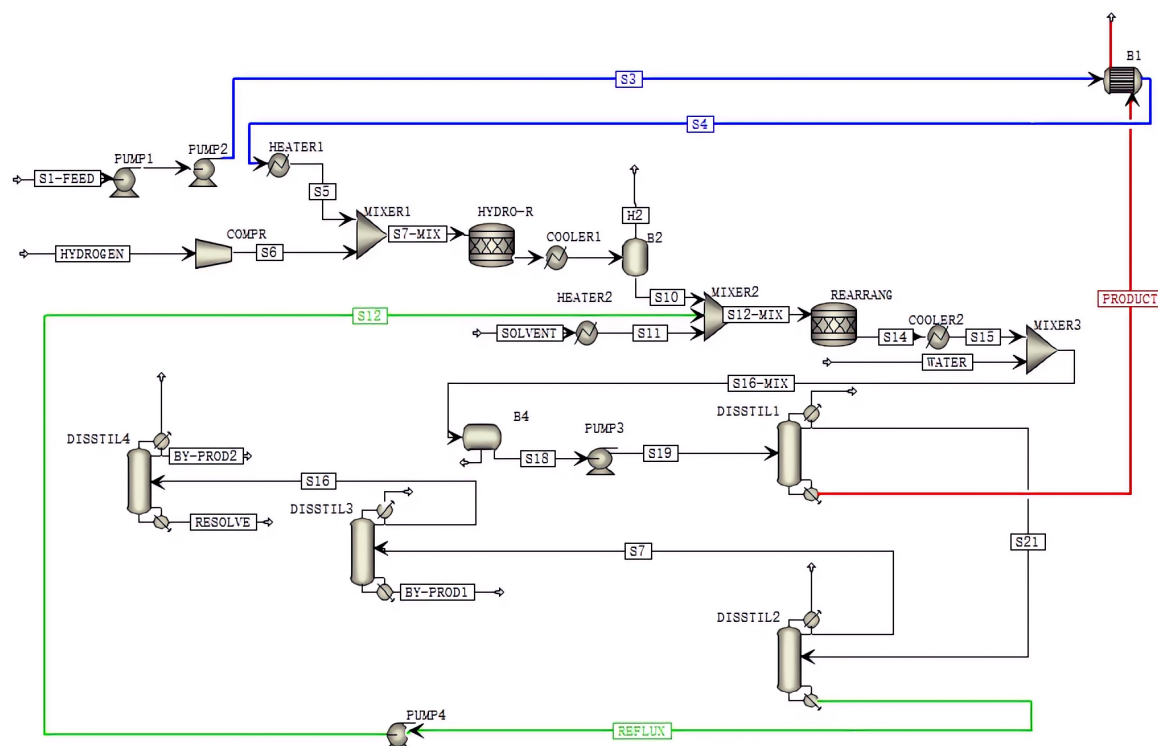 B1
S3
S4
PUMP1
PUMP2
HEATER1
S1-FEED
S5
MIXER1
HYDRO-R
S7-MIX
H2
COMPR
COOLER1
B2
HYDROGEN
S6
S10
MIXER2
HEATER2
REARRANG
PRODUCT
S12
SOLVENT
S11
S12-MIX
S14
COOLER2
S15
MIXER3
WATER
S16-MIX
B4
DISSTIL1
PUMP3
DISSTIL4
BY-PROD2
S18
S19
S16
DISSTIL3
RESOLVE
S7
S21
BY-PROD1
DISSTIL2
PUMP4
REFLUX